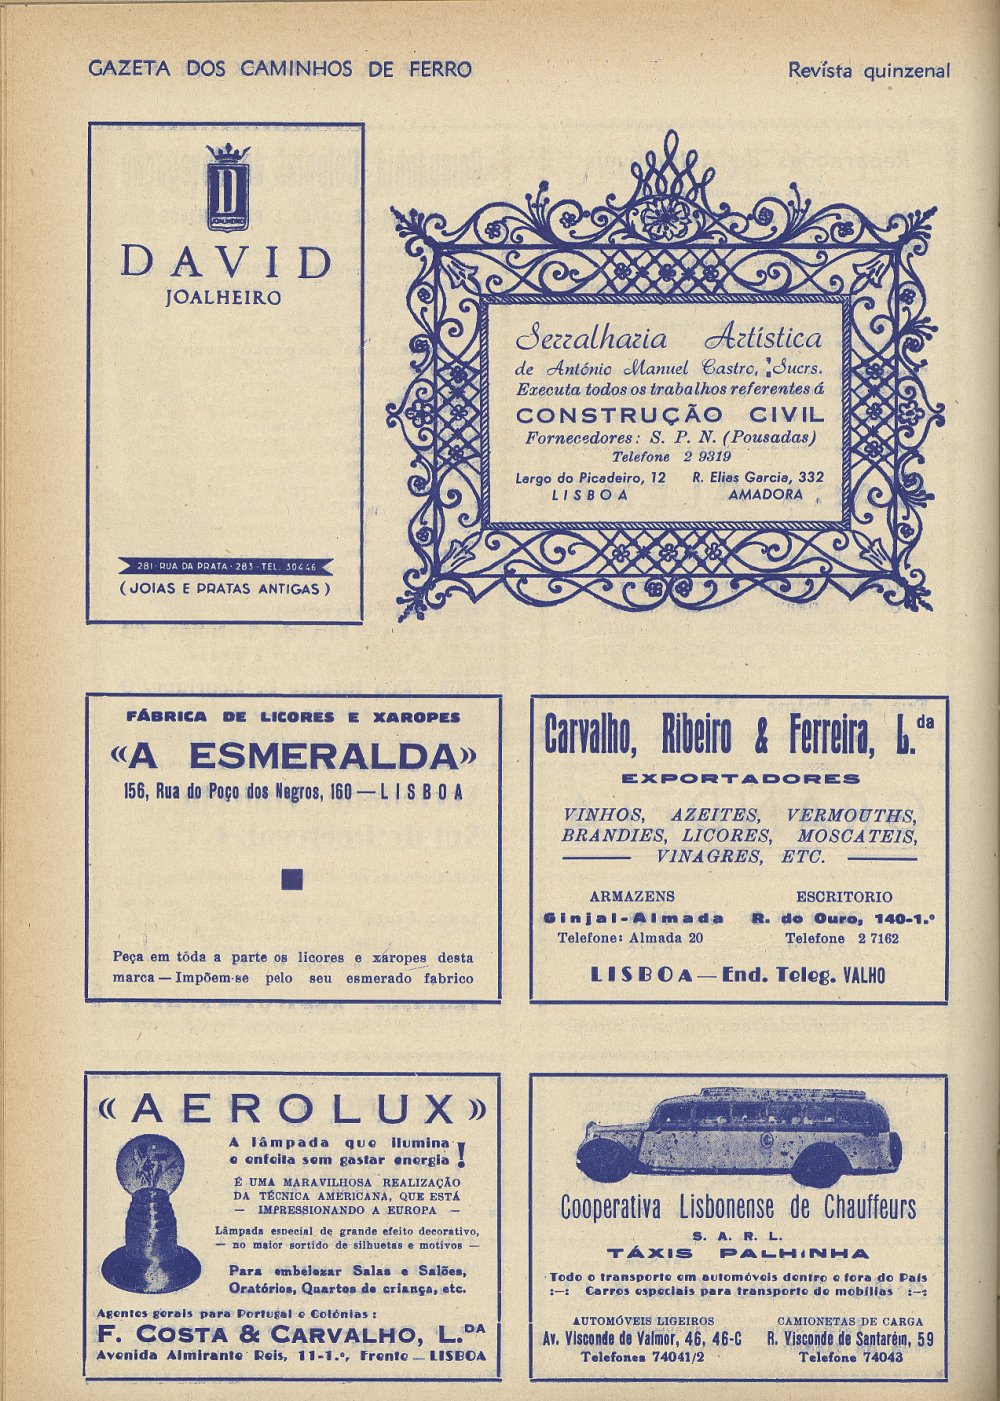 GAZETA DOS CAMINHOS DE FERRO
Revista quinzenal
D
JOALHEIRO
DAVID
JOALHEIRO
281 · RUA DA PRATA · 283 · TEL. 30446
(JOIAS E PRATAS ANTIGAS)
Serralharia Artística
de António Manuel Castro, Sucrs.
Executa todos os trabalhos referentes á
CONSTRUÇÃO CIVIL
Fornecedores: S. P. N. (Pousadas)
Telefone 2 9319
Largo do Picadeiro, 12 R. Elias Garcia, 332
LISBOA AMADORA
FÁBRICA DE LICORES E XAROPES
«A ESMERALDA»
156, Rua do Poço dos Negros, 160 — LISBOA
Peça em tôda a parte os licores e xaropes desta
marca — Impõem-se pelo seu esmerado fabrico
Carvalho, Ribeiro & Ferreira, L.da
EXPORTADORES
VINHOS, AZEITES, VERMOUTHS,
BRANDIES, LICORES, MOSCATEIS,
VINAGRES, ETC.
ARMAZENS ESCRITORIO
Ginjal-Almada R. do Ouro, 140-1.º
Telefone: Almada 20 Telefone 2 7162
LISBOA — End. Teleg. VALHO
«AEROLUX»
A lâmpada que ilumina
e enfeita sem gastar energia!
É UMA MARAVILHOSA REALIZAÇÃO
DA TÉCNICA AMERICANA, QUE ESTÁ
— IMPRESSIONANDO A EUROPA —
Lâmpada especial de grande efeito decorativo,
— no maior sortido de silhuetas e motivos —
Para embelezar Salas e Salões,
Oratórios, Quartos de criança, etc.
Agentes gerais para Portugal e Colónias:
F. COSTA & CARVALHO, L.DA
Avenida Almirante Reis, 11-1.º, Frente — LISBOA
Cooperativa Lisbonense de Chauffeurs
S. A. R. L.
TÁXIS PALHINHA
Todo o transporte em automóveis dentro e fora do País
:—: Carros especiais para transporte de mobílias :—:
AUTOMÓVEIS LIGEIROS CAMIONETAS DE CARGA
Av. Visconde de Valmor, 46, 46-C R. Visconde de Santarém, 59
Telefones 74041/2 Telefone 74043